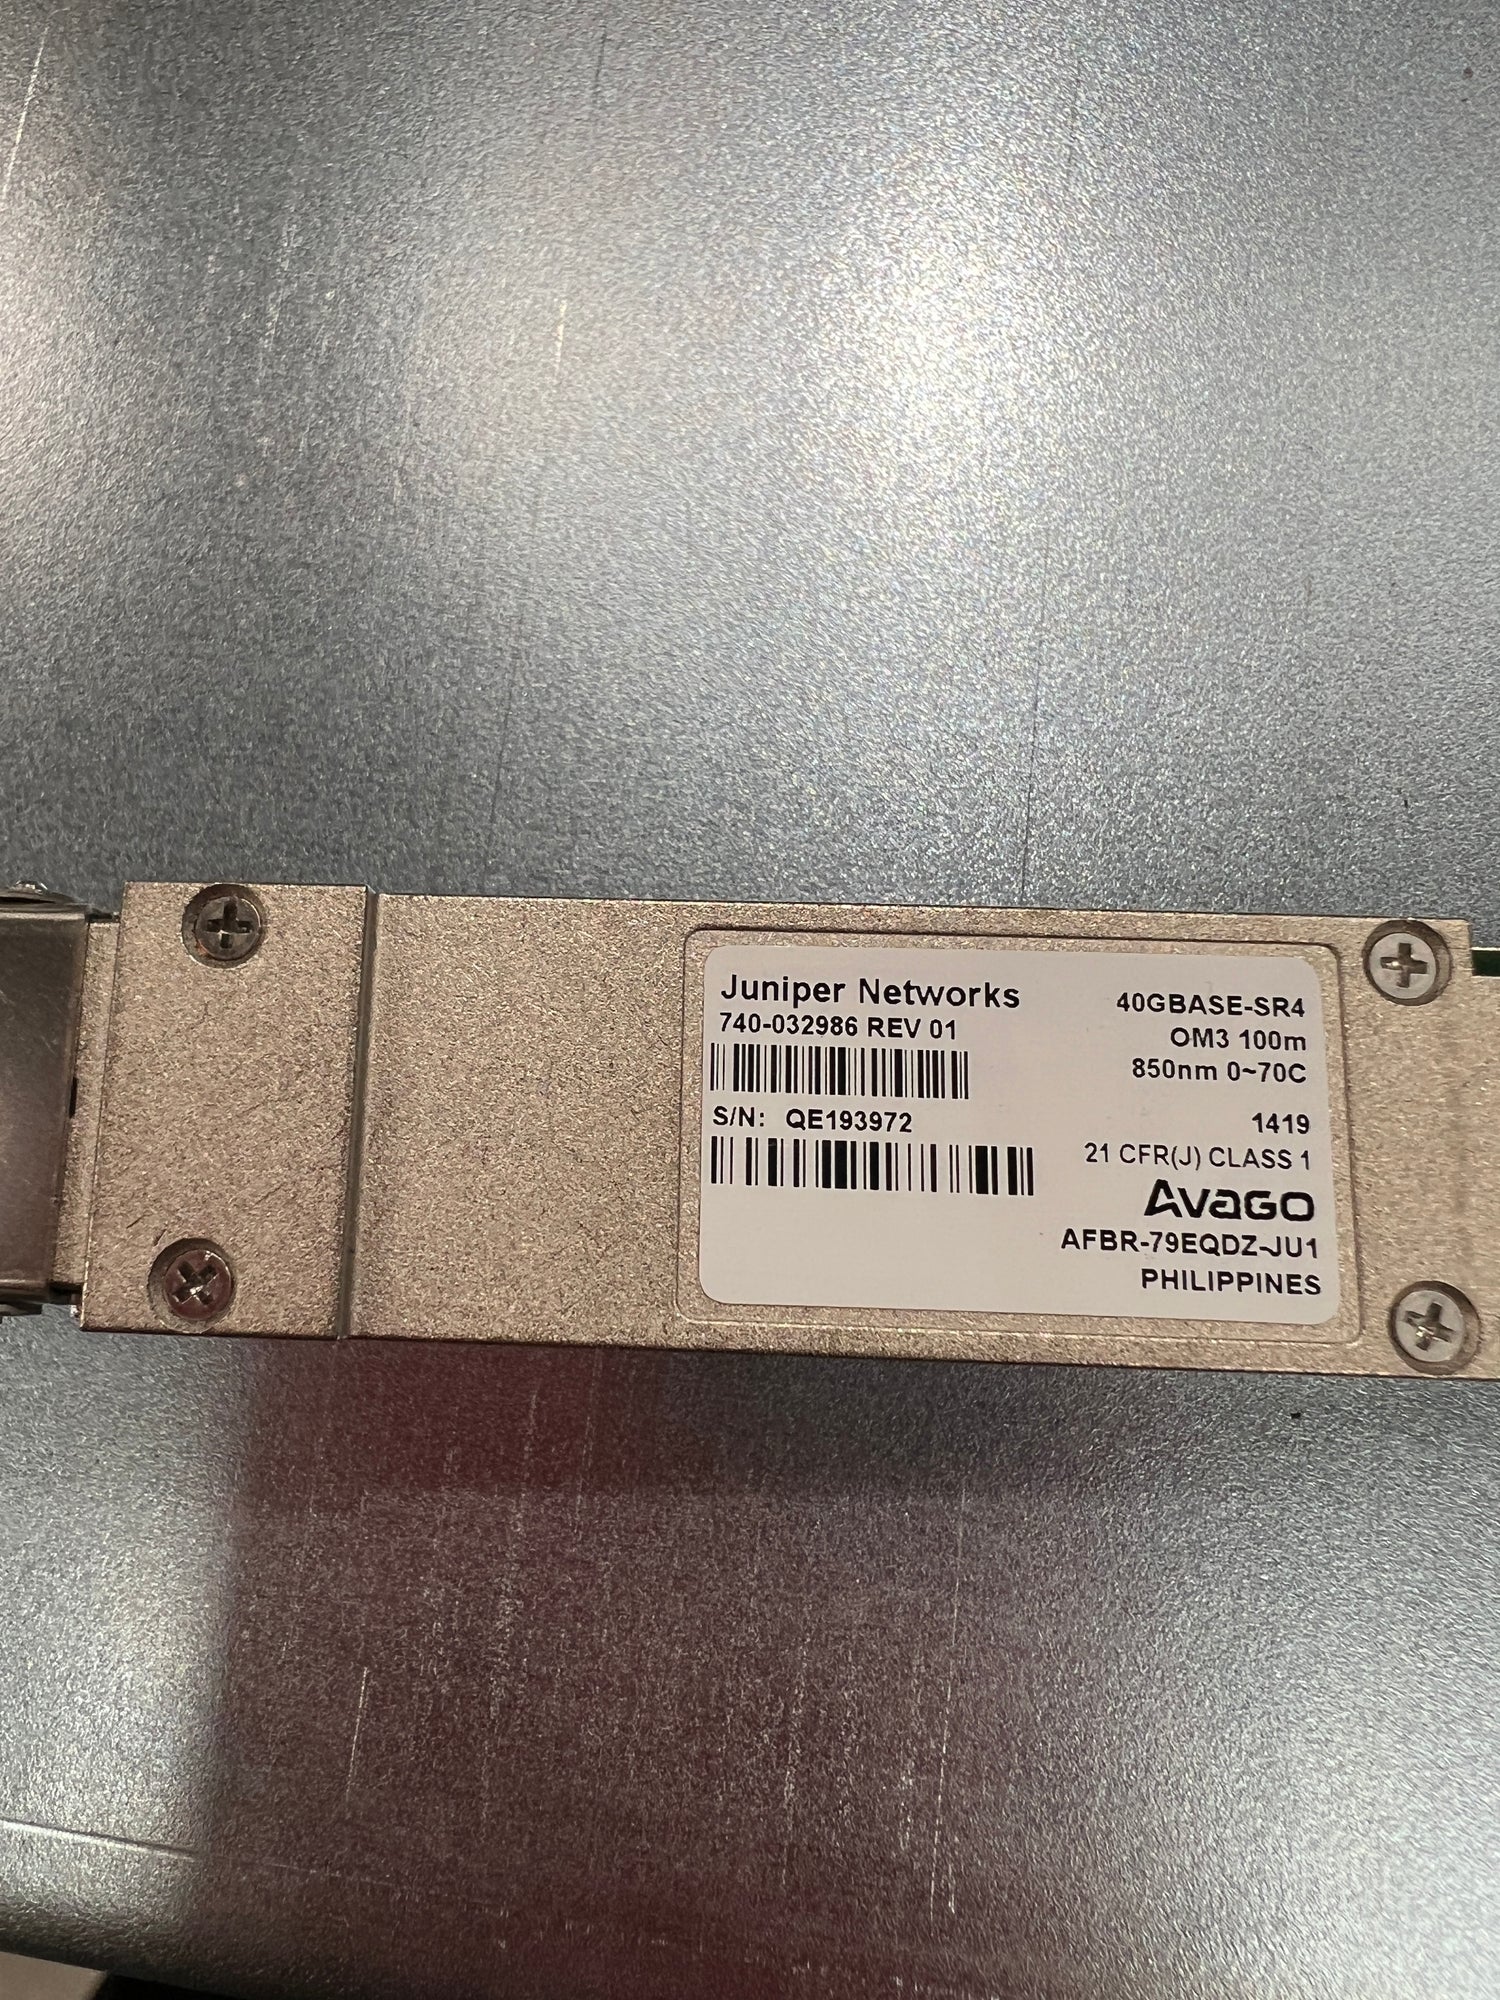 Juniper Networks
740-032986 REV 01
S/N: QE193972
40GBASE-SR4
OM3 100m
850nm 0~70C
1419
21 CFR(J) CLASS 1
Avago
AFBR-79EQDZ-JU1
PHILIPPINES